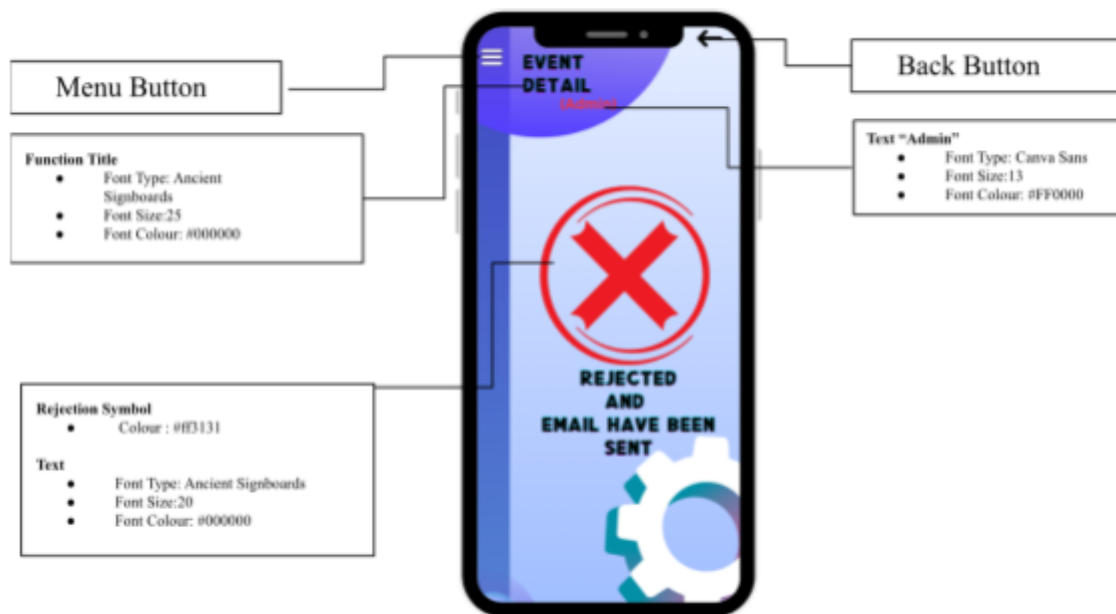 Menu Button
Function Title
● Font Type: Ancient
Signboards
● Font Size:25
● Font Colour: #000000
Rejection Symbol
● Colour : #ff3131
Text
● Font Type: Ancient Signboards
● Font Size:20
● Font Colour: #000000
EVENT
DETAIL
(Admin)
REJECTED
AND
EMAIL HAVE BEEN
SENT
Back Button
Text “Admin”
● Font Type: Canva Sans
● Font Size:13
● Font Colour: #FF0000